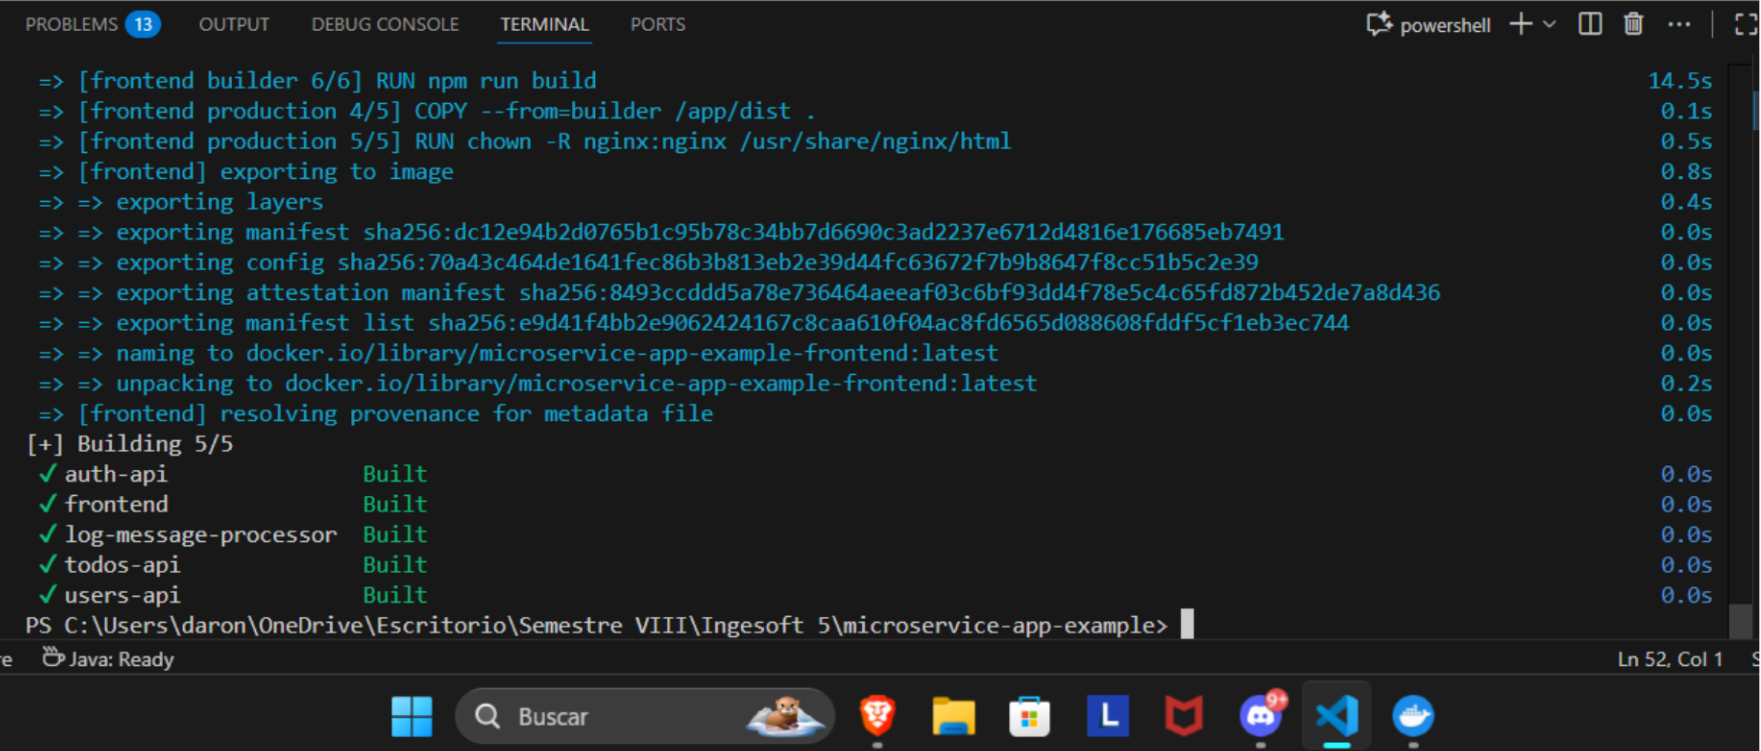 PROBLEMS 13 OUTPUT DEBUG CONSOLE TERMINAL PORTS powershell
=> [frontend builder 6/6] RUN npm run build 14.5s
=> [frontend production 4/5] COPY --from=builder /app/dist . 0.1s
=> [frontend production 5/5] RUN chown -R nginx:nginx /usr/share/nginx/html 0.5s
=> [frontend] exporting to image 0.8s
=> => exporting layers 0.4s
=> => exporting manifest sha256:dc12e94b2d0765b1c95b78c34bb7d6690c3ad2237e6712d4816e176685eb7491 0.0s
=> => exporting config sha256:70a43c464de1641fec86b3b813eb2e39d44fc63672f7b9b8647f8cc51b5c2e39 0.0s
=> => exporting attestation manifest sha256:8493ccddd5a78e736464aeeaf03c6bf93dd4f78e5c4c65fd872b452de7a8d436 0.0s
=> => exporting manifest list sha256:e9d41f4bb2e9062424167c8caa610f04ac8fd6565d088608fddf5cf1eb3ec744 0.0s
=> => naming to docker.io/library/microservice-app-example-frontend:latest 0.0s
=> => unpacking to docker.io/library/microservice-app-example-frontend:latest 0.2s
=> [frontend] resolving provenance for metadata file 0.0s
[+] Building 5/5
✓ auth-api Built 0.0s
✓ frontend Built 0.0s
✓ log-message-processor Built 0.0s
✓ todos-api Built 0.0s
✓ users-api Built 0.0s
PS C:\Users\daron\OneDrive\Escritorio\Semestre VIII\Ingesoft 5\microservice-app-example>
re Java: Ready Ln 52, Col 1 S
Buscar L 9+